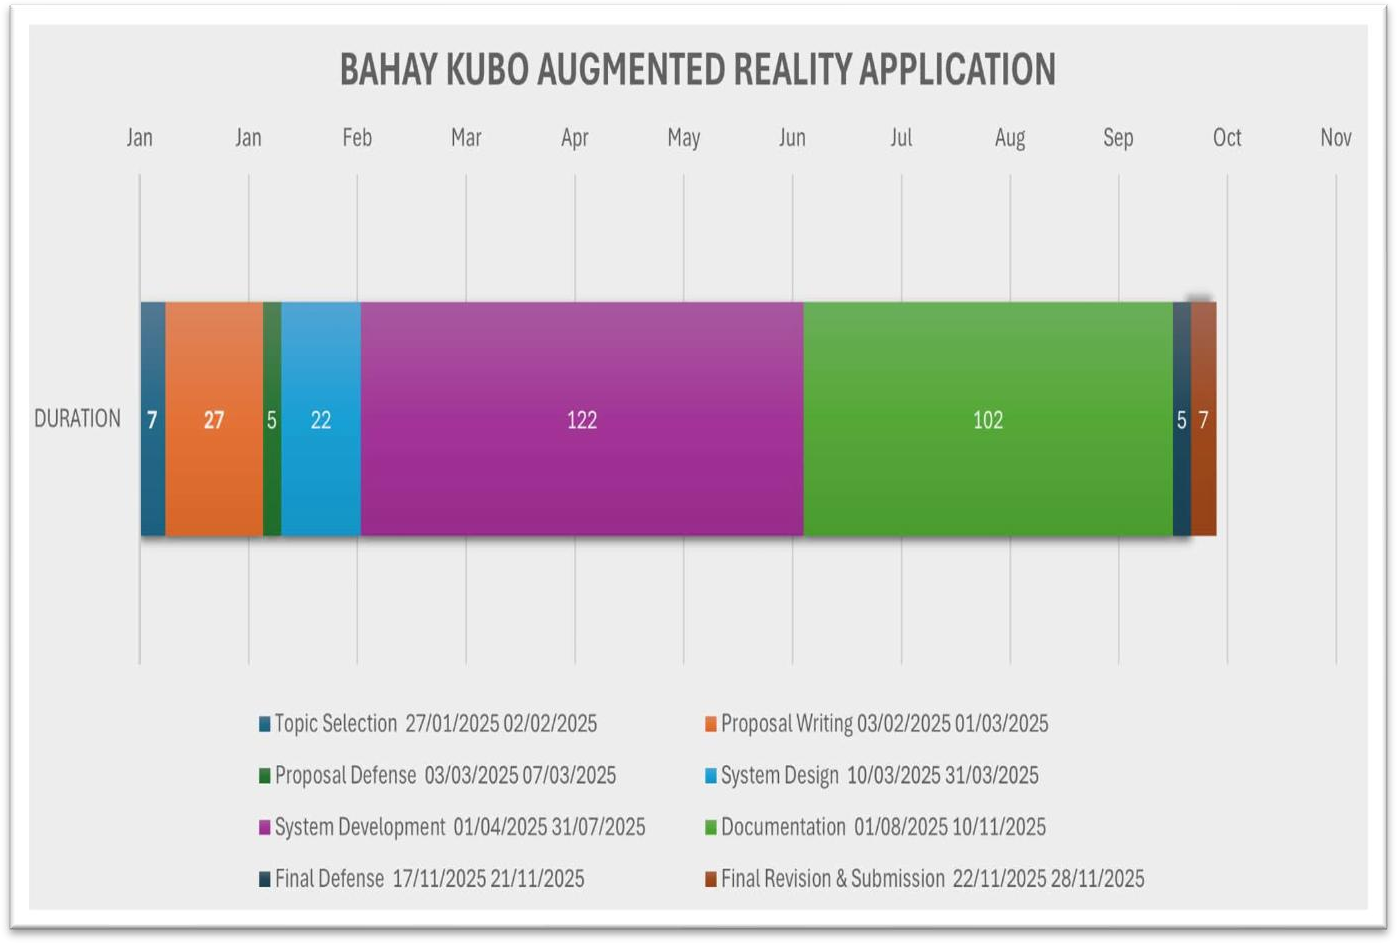 BAHAY KUBO AUGMENTED REALITY APPLICATION
Jan Jan Feb Mar Apr May Jun Jul Aug Sep Oct Nov
DURATION 7 27 5 22 122 102 5 7
Topic Selection 27/01/2025 02/02/2025 Proposal Writing 03/02/2025 01/03/2025
Proposal Defense 03/03/2025 07/03/2025 System Design 10/03/2025 31/03/2025
System Development 01/04/2025 31/07/2025 Documentation 01/08/2025 10/11/2025
Final Defense 17/11/2025 21/11/2025 Final Revision & Submission 22/11/2025 28/11/2025